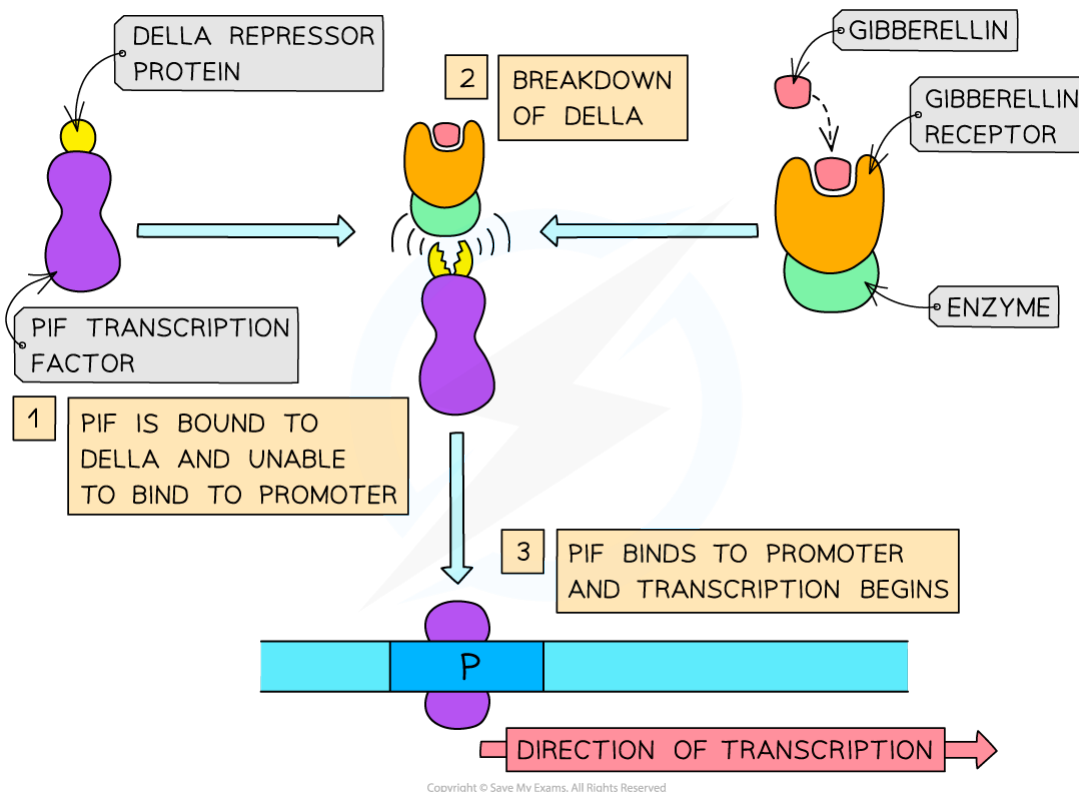 DELLA REPRESSOR
PROTEIN
2
BREAKDOWN
OF DELLA
GIBBERELLIN
GIBBERELLIN
RECEPTOR
ENZYME
PIF TRANSCRIPTION
FACTOR
1
PIF IS BOUND TO
DELLA AND UNABLE
TO BIND TO PROMOTER
3
PIF BINDS TO PROMOTER
AND TRANSCRIPTION BEGINS
P
DIRECTION OF TRANSCRIPTION
Copyright © Save My Exams. All Rights Reserved